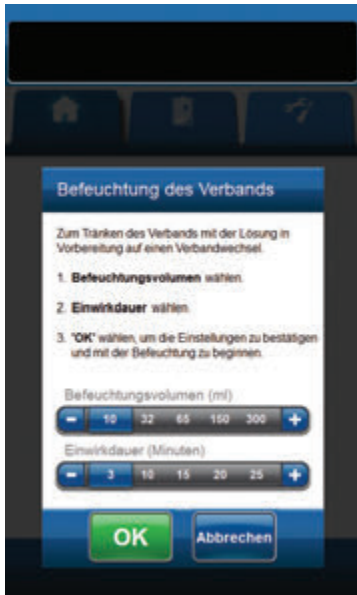 Befeuchtung des Verbands
Zum Tränken des Verbands mit der Lösung in
Vorbereitung auf einen Verbandwechsel.
1. Befeuchtungsvolumen wählen.
2. Einwirkdauer wählen.
3. "OK" wählen, um die Einstellungen zu bestätigen
und mit der Befeuchtung zu beginnen.
Befeuchtungsvolumen (ml)
- 10 32 65 150 300 +
Einwirkdauer (Minuten)
- 3 10 15 20 25 +
OK Abbrechen